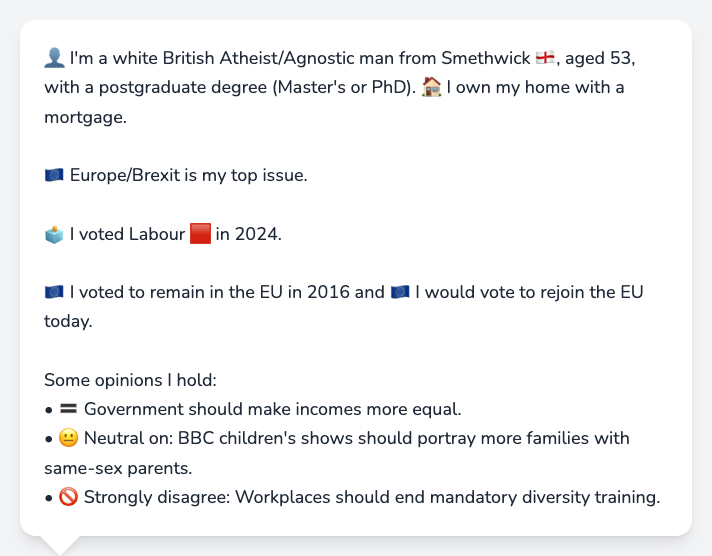 👤 I'm a white British Atheist/Agnostic man from Smethwick 🏴󠁧󠁢󠁥󠁮󠁧󠁿, aged 53,
with a postgraduate degree (Master's or PhD). 🏠 I own my home with a
mortgage.
🇪🇺 Europe/Brexit is my top issue.
🗳️ I voted Labour 🟥 in 2024.
🇪🇺 I voted to remain in the EU in 2016 and 🇪🇺 I would vote to rejoin the EU
today.
Some opinions I hold:
• 🟰 Government should make incomes more equal.
• 😐 Neutral on: BBC children's shows should portray more families with
same-sex parents.
• 🚫 Strongly disagree: Workplaces should end mandatory diversity training.